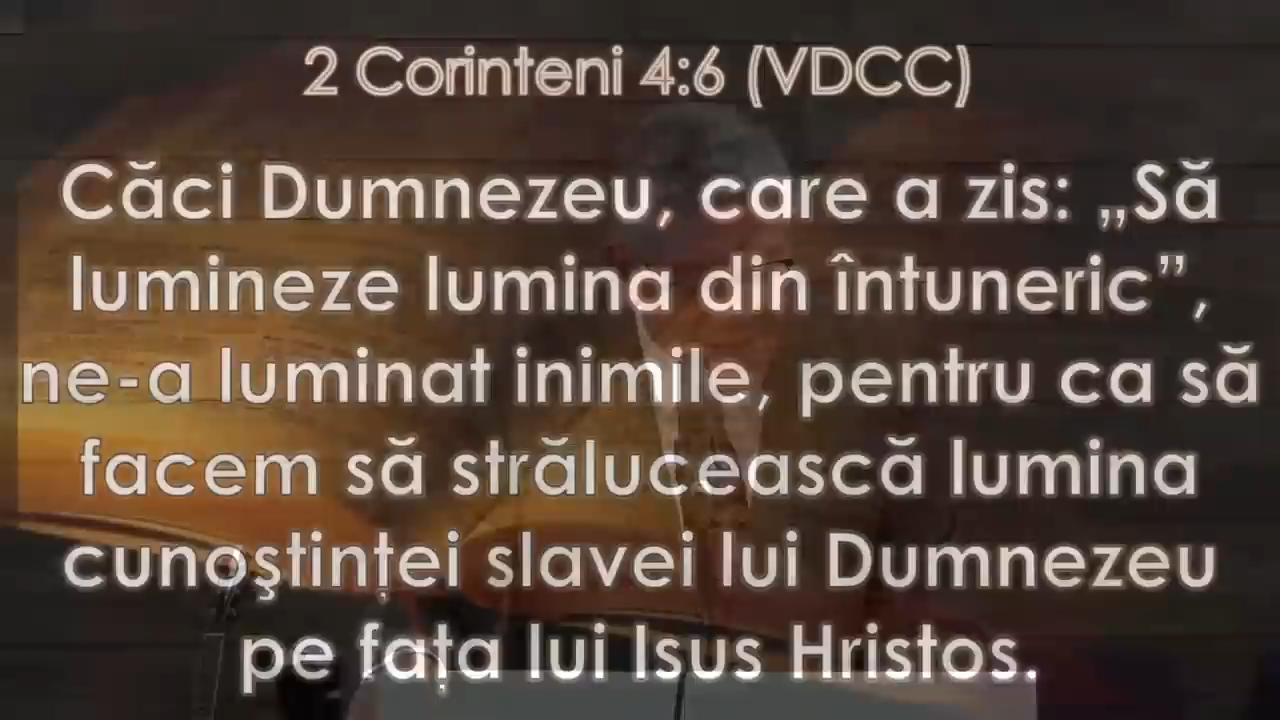 2 Corinteni 4:6 (VDCC)
Căci Dumnezeu, care a zis: „Să
lumineze lumina din întuneric”,
ne-a luminat inimile, pentru ca să
facem să strălucească lumina
cunoştinței slavei lui Dumnezeu
pe fața lui Isus Hristos.